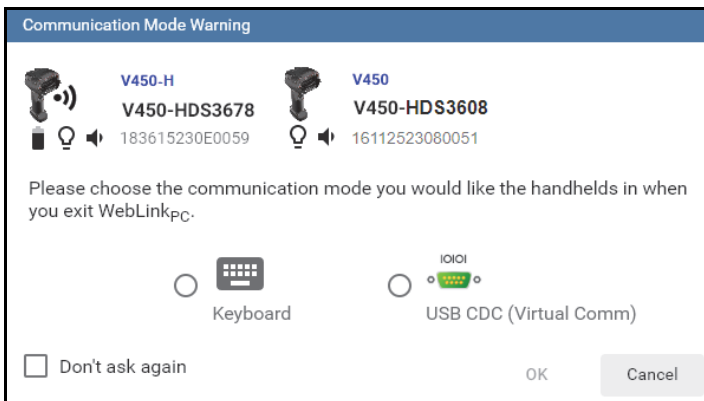 Communication Mode Warning
V450-H V450
V450-HDS3678 V450-HDS3608
183615230E0059 16112523080051
Please choose the communication mode you would like the handhelds in when
you exit WebLinkPC.
IOIOI
Keyboard USB CDC (Virtual Comm)
Don't ask again OK Cancel